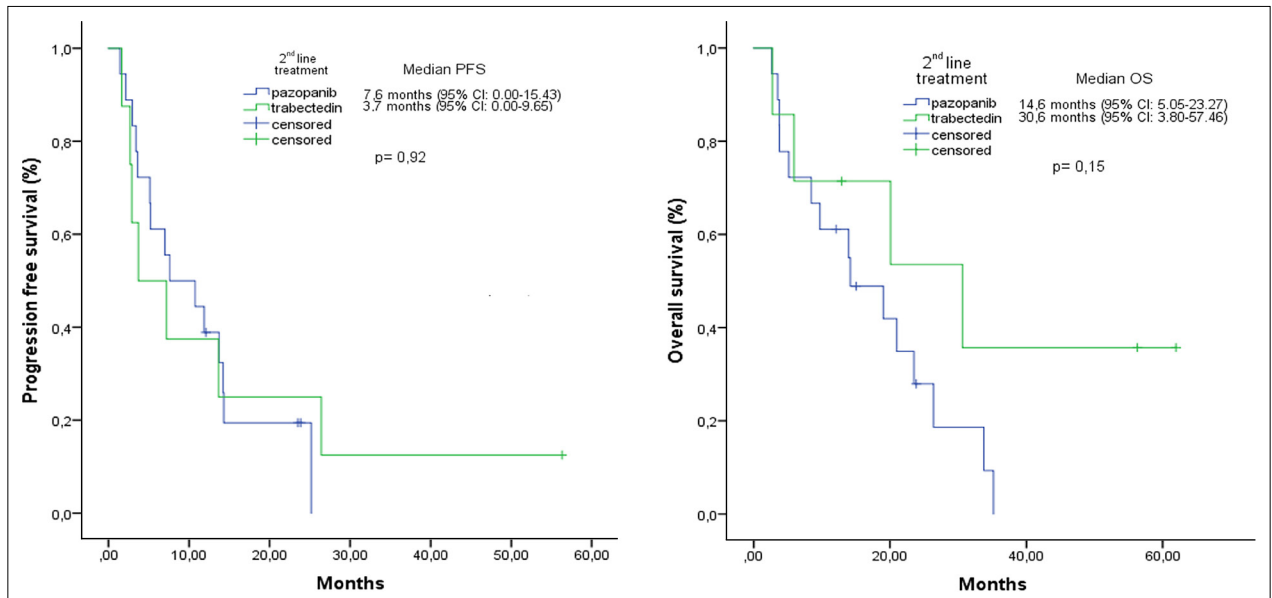 2nd line
treatment
Median PFS
pazopanib 7,6 months (95% CI: 0.00-15.43)
trabectedin 3.7 months (95% CI: 0.00-9.65)
censored
censored
p= 0,92
Progression free survival (%)
1,0
0,8
0,6
0,4
0,2
0,0
,00 10,00 20,00 30,00 40,00 50,00 60,00
Months
2nd line
treatment
Median OS
pazopanib 14,6 months (95% CI: 5.05-23.27)
trabectedin 30,6 months (95% CI: 3.80-57.46)
censored
censored
p= 0,15
Overall survival (%)
1,0
0,8
0,6
0,4
0,2
0,0
,00 20,00 40,00 60,00
Months